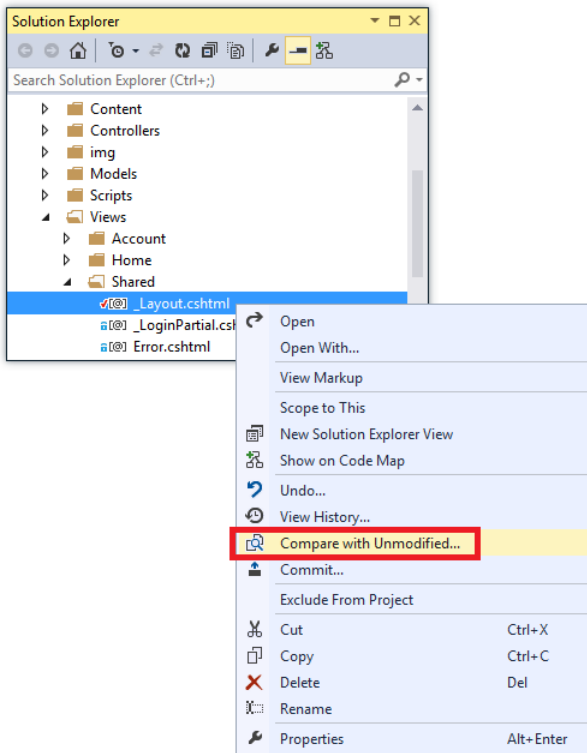 Solution Explorer
Search Solution Explorer (Ctrl+;)
Content
Controllers
img
Models
Scripts
Views
Account
Home
Shared
[@] _Layout.cshtml
[@] _LoginPartial.csh
[@] Error.cshtml
Open
Open With...
View Markup
Scope to This
New Solution Explorer View
Show on Code Map
Undo...
View History...
Compare with Unmodified...
Commit...
Exclude From Project
Cut Ctrl+X
Copy Ctrl+C
Delete Del
Rename
Properties Alt+Enter